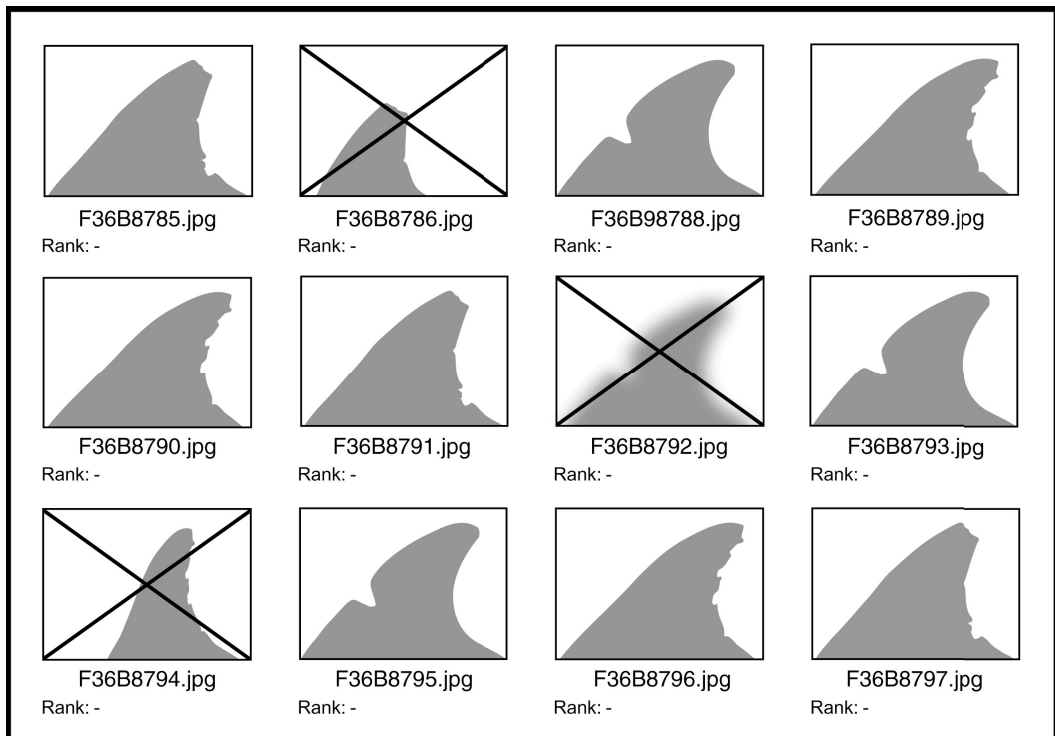 F36B8785.jpg F36B8786.jpg F36B98788.jpg F36B8789.jpg
Rank: - Rank: - Rank: - Rank: -
F36B8790.jpg F36B8791.jpg F36B8792.jpg F36B8793.jpg
Rank: - Rank: - Rank: - Rank: -
F36B8794.jpg F36B8795.jpg F36B8796.jpg F36B8797.jpg
Rank: - Rank: - Rank: - Rank: -